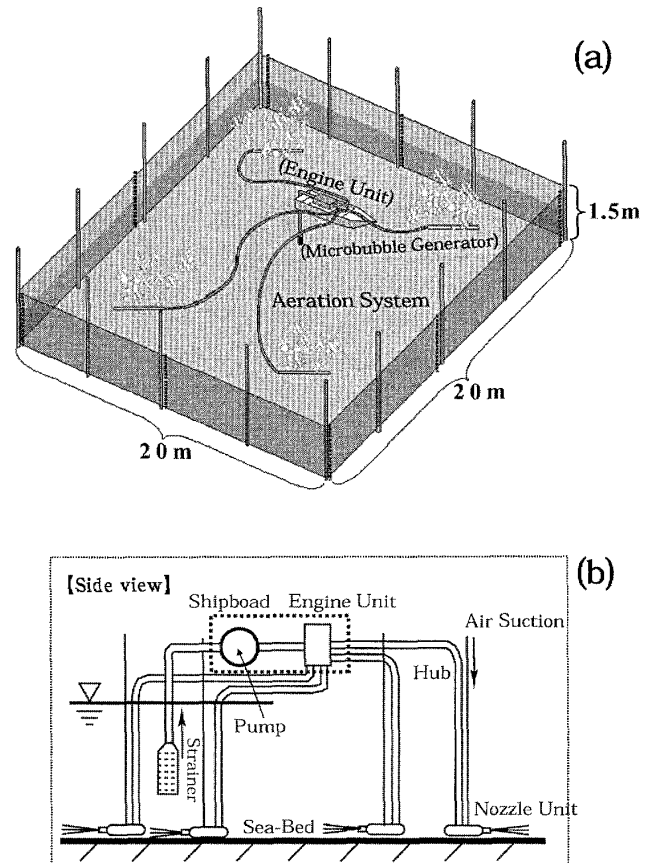 (a)
(Engine Unit)
1.5m
(Microbubble Generator)
Aeration System
20m
20m
(b)
【Side view】
Shipboad
Engine Unit
Air Suction
Hub
Pump
Strainer
Nozzle Unit
Sea-Bed